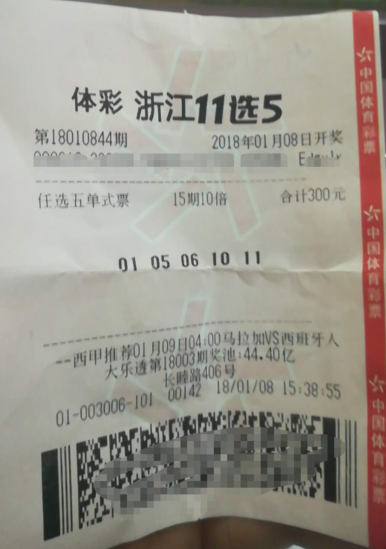 体彩 浙江11选5
第18010844期 2018年01月08日开奖
任选五单式票 15期10倍 合计300元
01 05 06 10 11
--西甲推荐01月09日04:00马拉加VS西班牙人
大乐透第18003期奖池:44.40亿
长睦路406号
01-003006-101 00142 18/01/08 15:38:55
中国体育彩票
中国体育彩票
中国体育彩票